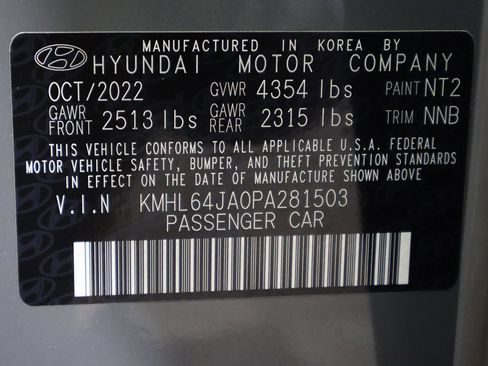 MANUFACTURED IN KOREA BY
HYUNDAI MOTOR COMPANY
OCT/2022 GVWR 4354 lbs PAINT NT2
GAWR FRONT 2513 lbs GAWR REAR 2315 lbs TRIM NNB
THIS VEHICLE CONFORMS TO ALL APPLICABLE U.S.A. FEDERAL
MOTOR VEHICLE SAFETY, BUMPER, AND THEFT PREVENTION STANDARDS
IN EFFECT ON THE DATE OF MANUFACTURE SHOWN ABOVE.
V.I.N KMHL64JA0PA281503
PASSENGER CAR